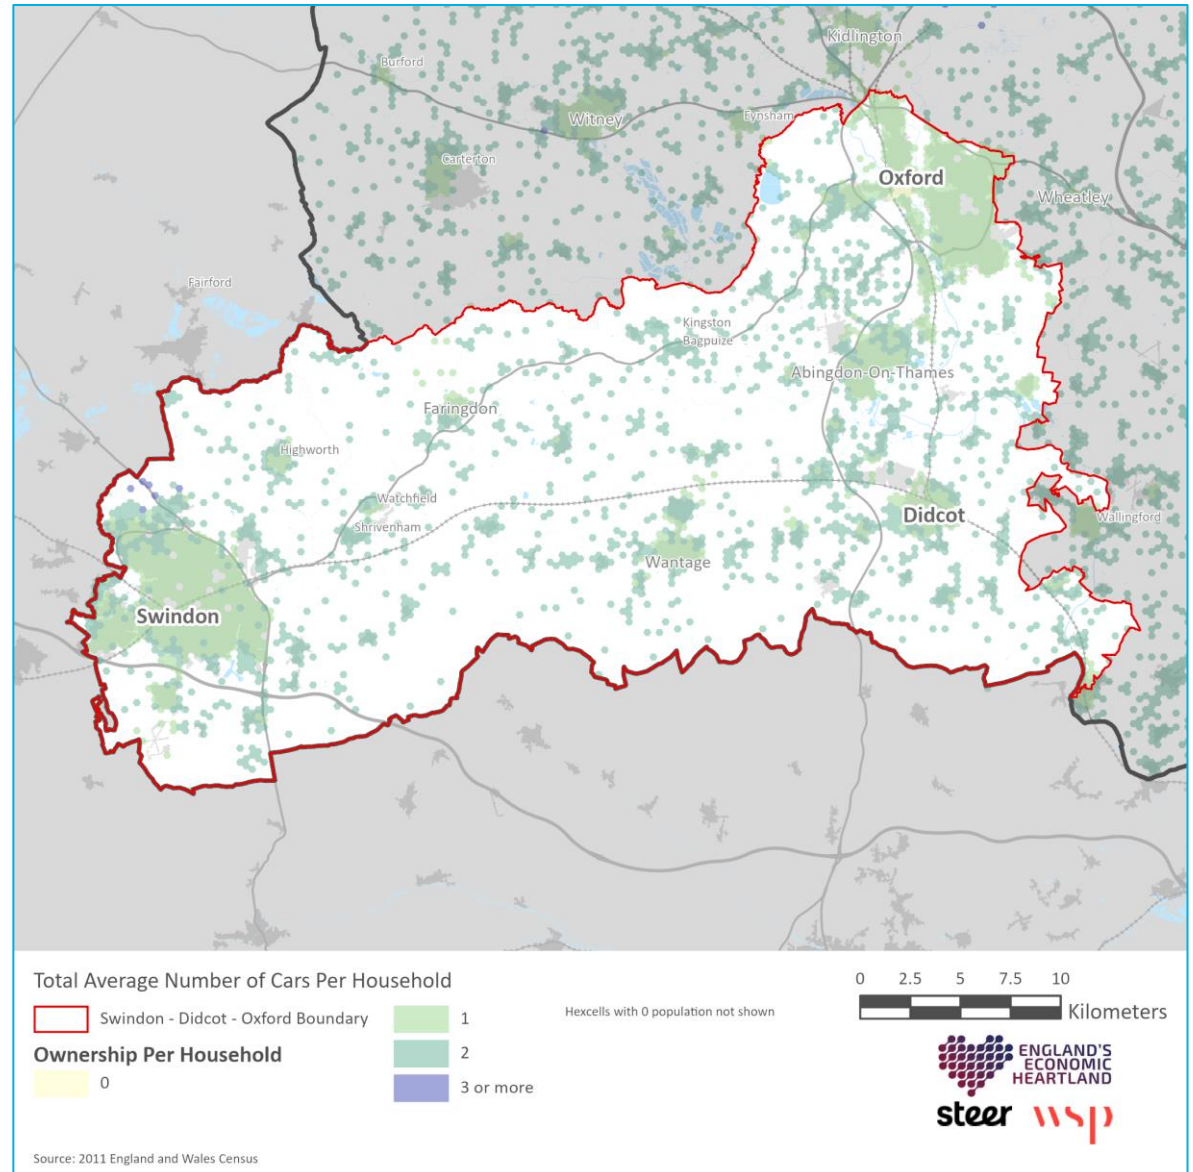 Kidlington
Burford
Witney
Eynsham
Carterton
Oxford
Wheatley
Fairford
Kingston
Bagpuize
Abingdon-On-Thames
Faringdon
Highworth
Watchfield
Shrivenham
Didcot
Wallingford
Wantage
Swindon
Total Average Number of Cars Per Household
Swindon - Didcot - Oxford Boundary
Ownership Per Household
0
1
2
3 or more
Hexcells with 0 population not shown
0 2.5 5 7.5 10
Kilometers
ENGLAND'S
ECONOMIC
HEARTLAND
steer wsp
Source: 2011 England and Wales Census